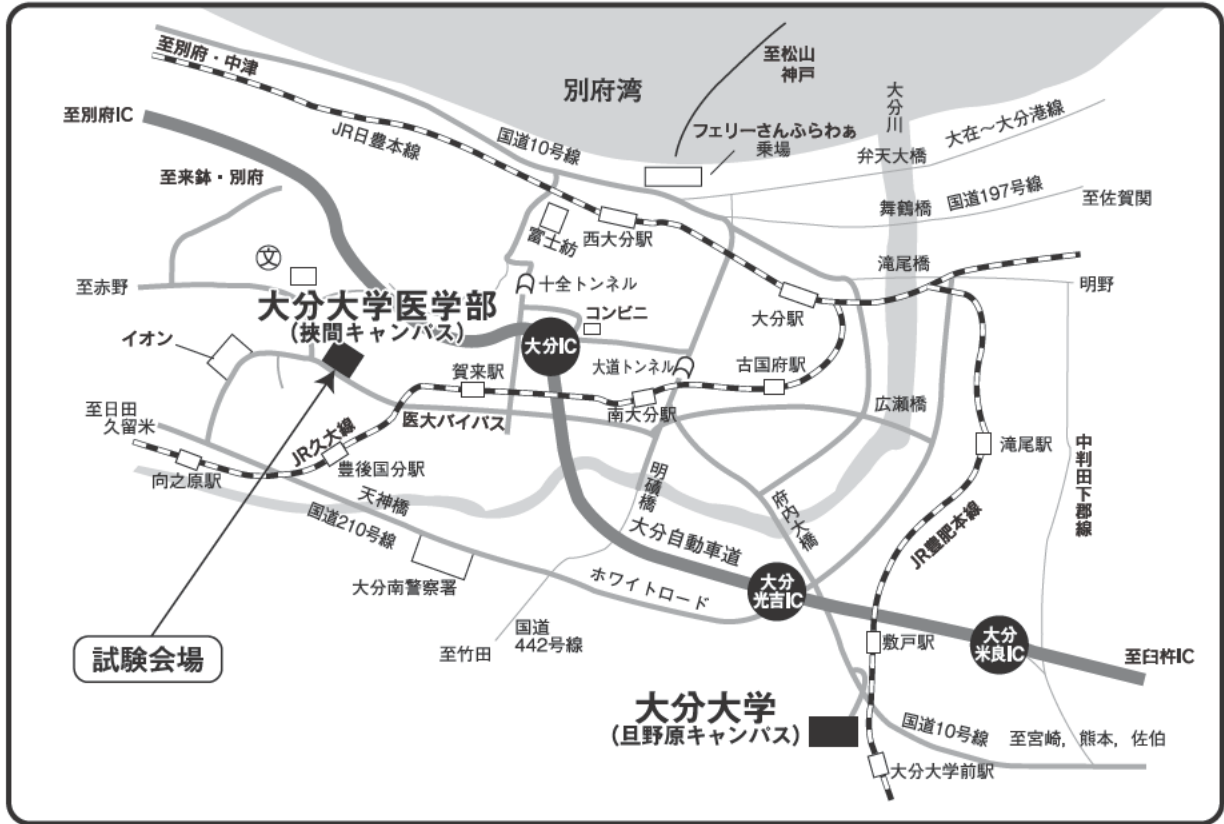 至別府・中津
JR日豊本線
国道10号線
別府湾
至松山
神戸
フェリーさんふらわぁ
乗場
大分川
弁天大橋
大在～大分港線
舞鶴橋
国道197号線
至佐賀関
至別府IC
至来鉢・別府
文
富士紡
西大分駅
十全トンネル
滝尾橋
明野
至赤野
大分大学医学部
(挾間キャンパス)
大分IC
コンビニ
大分駅
イオン
賀来駅
大道トンネル
古国府駅
南大分駅
広瀬橋
至日田
久留米
医大バイパス
JR久大線
豊後国分駅
向之原駅
滝尾駅
中判田下郡線
天神橋
国道210号線
明磧橋
府内大橋
大分自動車道
JR豊肥本線
大分南警察署
ホワイトロード
大分
光吉IC
国道
442号線
至竹田
敷戸駅
大分
米良IC
至臼杵IC
試験会場
大分大学
(旦野原キャンパス)
国道10号線
至宮崎，熊本，佐伯
大分大学前駅